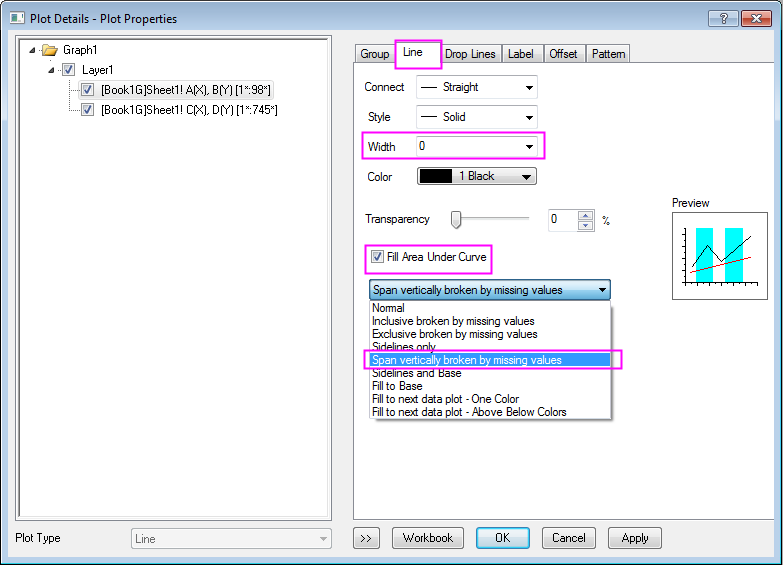 Plot Details - Plot Properties
?
Graph1
Layer1
[Book1G]Sheet1! A(X), B(Y) [1*:98*]
[Book1G]Sheet1! C(X), D(Y) [1*:745*]
Plot Type
Line
Group
Line
Drop Lines
Label
Offset
Pattern
Connect
Straight
Style
Solid
Width
0
Color
1 Black
Transparency
0
%
Fill Area Under Curve
Span vertically broken by missing values
Normal
Inclusive broken by missing values
Exclusive broken by missing values
Sidelines only
Span vertically broken by missing values
Sidelines and Base
Fill to Base
Fill to next data plot - One Color
Fill to next data plot - Above Below Colors
Preview
>>
Workbook
OK
Cancel
Apply